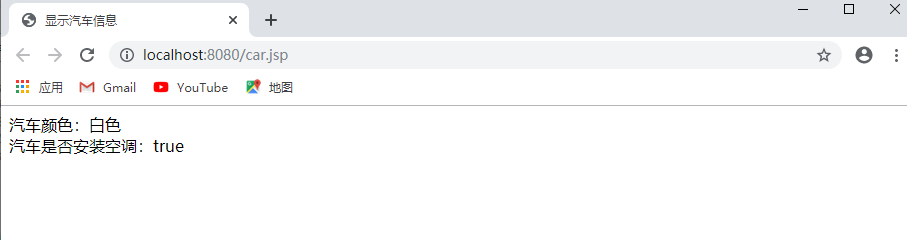 显示汽车信息
localhost:8080/car.jsp
应用 Gmail YouTube 地图
汽车颜色：白色
汽车是否安装空调：true